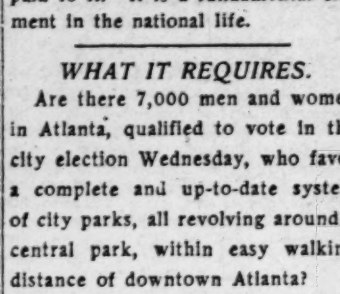 ment in the national life.
WHAT IT REQUIRES.
Are there 7,000 men and wome
in Atlanta, qualified to vote in th
city election Wednesday, who favo
a complete and up-to-date syste
of city parks, all revolving around
central park, within easy walkin
distance of downtown Atlanta?